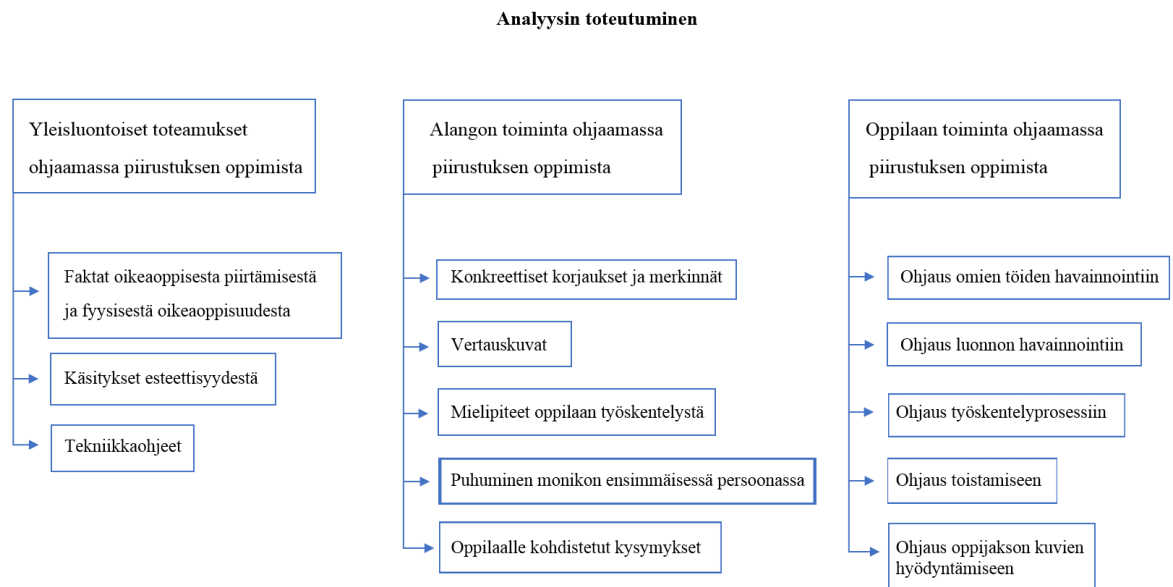 Analyysin toteutuminen
Yleisluontoiset toteamukset
ohjaamassa piirustuksen oppimista
Faktat oikeaoppisesta piirtämisestä
ja fyysisestä oikeaoppisuudesta
Käsitykset esteettisyydestä
Tekniikkaohjeet
Alangon toiminta ohjaamassa
piirustuksen oppimista
Konkreettiset korjaukset ja merkinnät
Vertauskuvat
Mielipiteet oppilaan työskentelystä
Puhuminen monikon ensimmäisessä persoonassa
Oppilaalle kohdistetut kysymykset
Oppilaan toiminta ohjaamassa
piirustuksen oppimista
Ohjaus omien töiden havainnointiin
Ohjaus luonnon havainnointiin
Ohjaus työskentelyprosessiin
Ohjaus toistamiseen
Ohjaus oppijakson kuvien
hyödyntämiseen